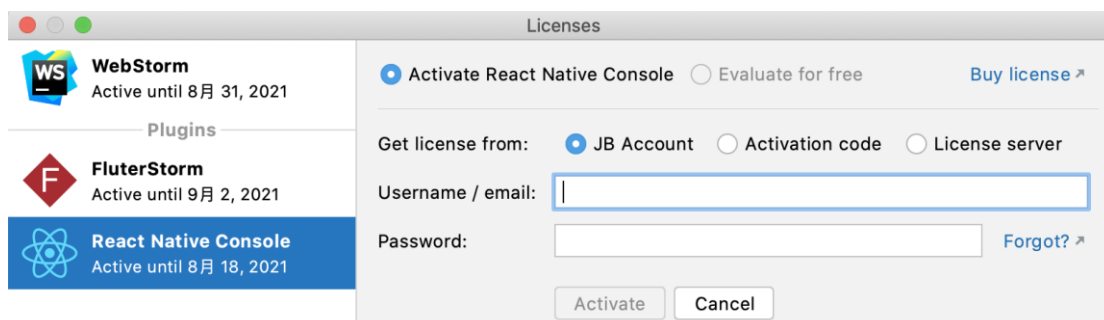 Licenses
WS
WebStorm
Active until 8月 31, 2021
Plugins
F
FluterStorm
Active until 9月 2, 2021
React Native Console
Active until 8月 18, 2021
Activate React Native Console Evaluate for free Buy license
Get license from: JB Account Activation code License server
Username / email:
Password: Forgot?
Activate Cancel